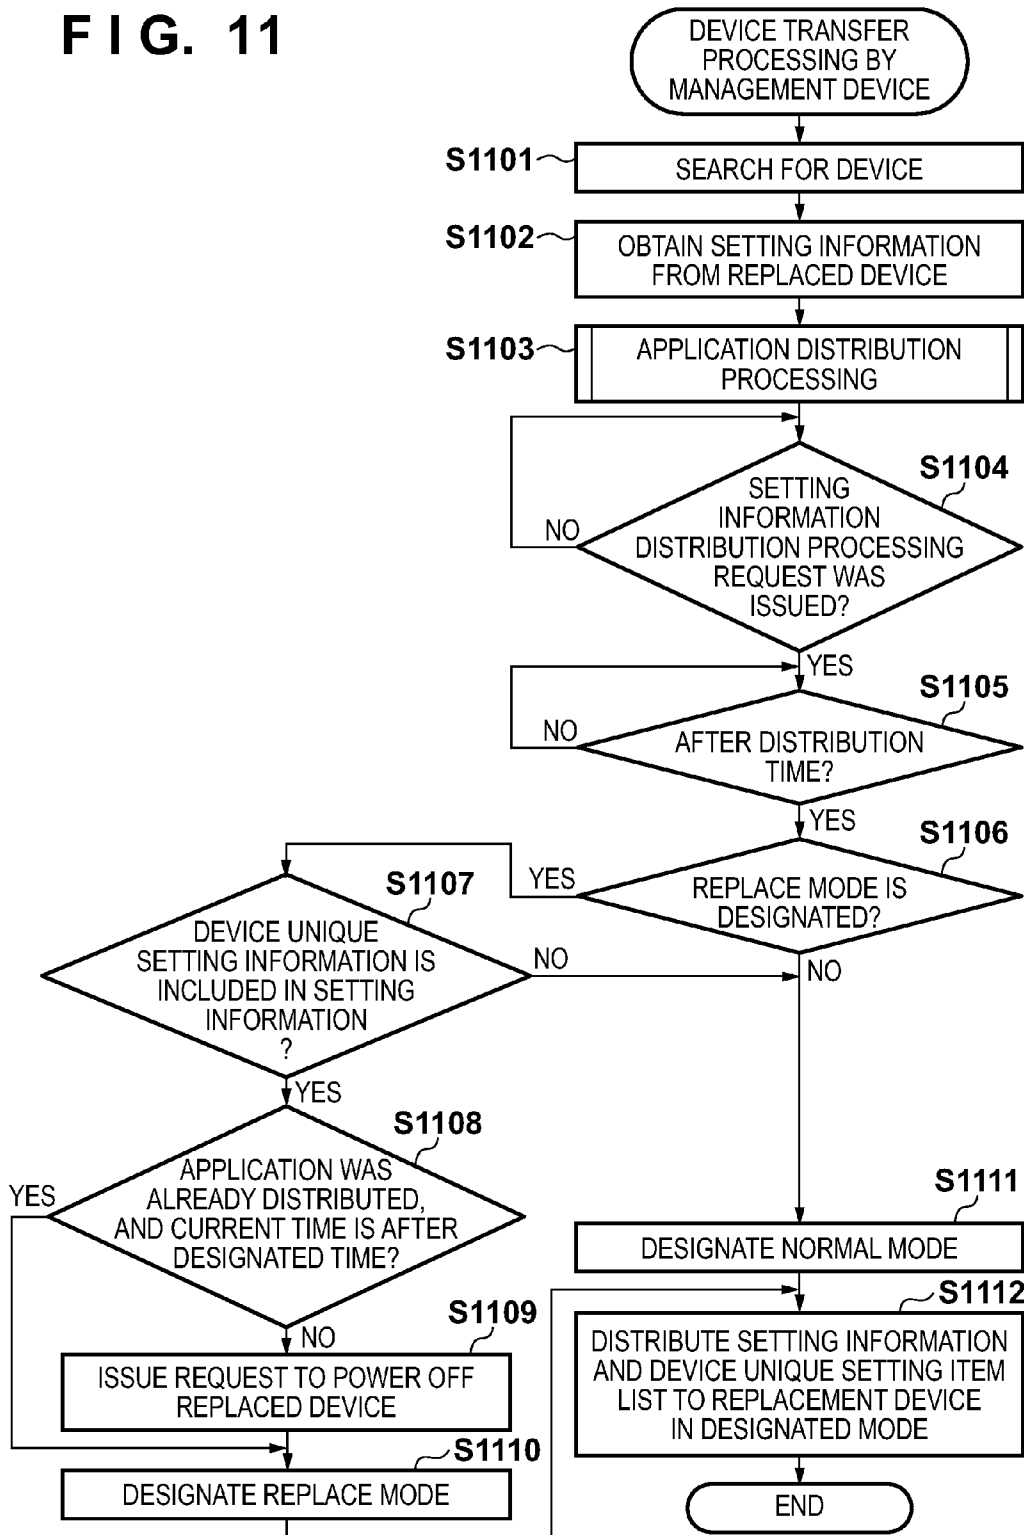 FIG. 11
DEVICE TRANSFER
PROCESSING BY
MANAGEMENT DEVICE
S1101
SEARCH FOR DEVICE
S1102
OBTAIN SETTING INFORMATION
FROM REPLACED DEVICE
S1103
APPLICATION DISTRIBUTION
PROCESSING
S1104
SETTING
INFORMATION
DISTRIBUTION PROCESSING
REQUEST WAS
ISSUED?
NO
YES
S1105
AFTER DISTRIBUTION
TIME?
NO
YES
S1106
REPLACE MODE IS
DESIGNATED?
YES
NO
S1107
DEVICE UNIQUE
SETTING INFORMATION IS
INCLUDED IN SETTING
INFORMATION
?
NO
YES
S1108
APPLICATION WAS
ALREADY DISTRIBUTED,
AND CURRENT TIME IS AFTER
DESIGNATED TIME?
YES
NO
S1109
ISSUE REQUEST TO POWER OFF
REPLACED DEVICE
S1110
DESIGNATE REPLACE MODE
S1111
DESIGNATE NORMAL MODE
S1112
DISTRIBUTE SETTING INFORMATION
AND DEVICE UNIQUE SETTING ITEM
LIST TO REPLACEMENT DEVICE
IN DESIGNATED MODE
END